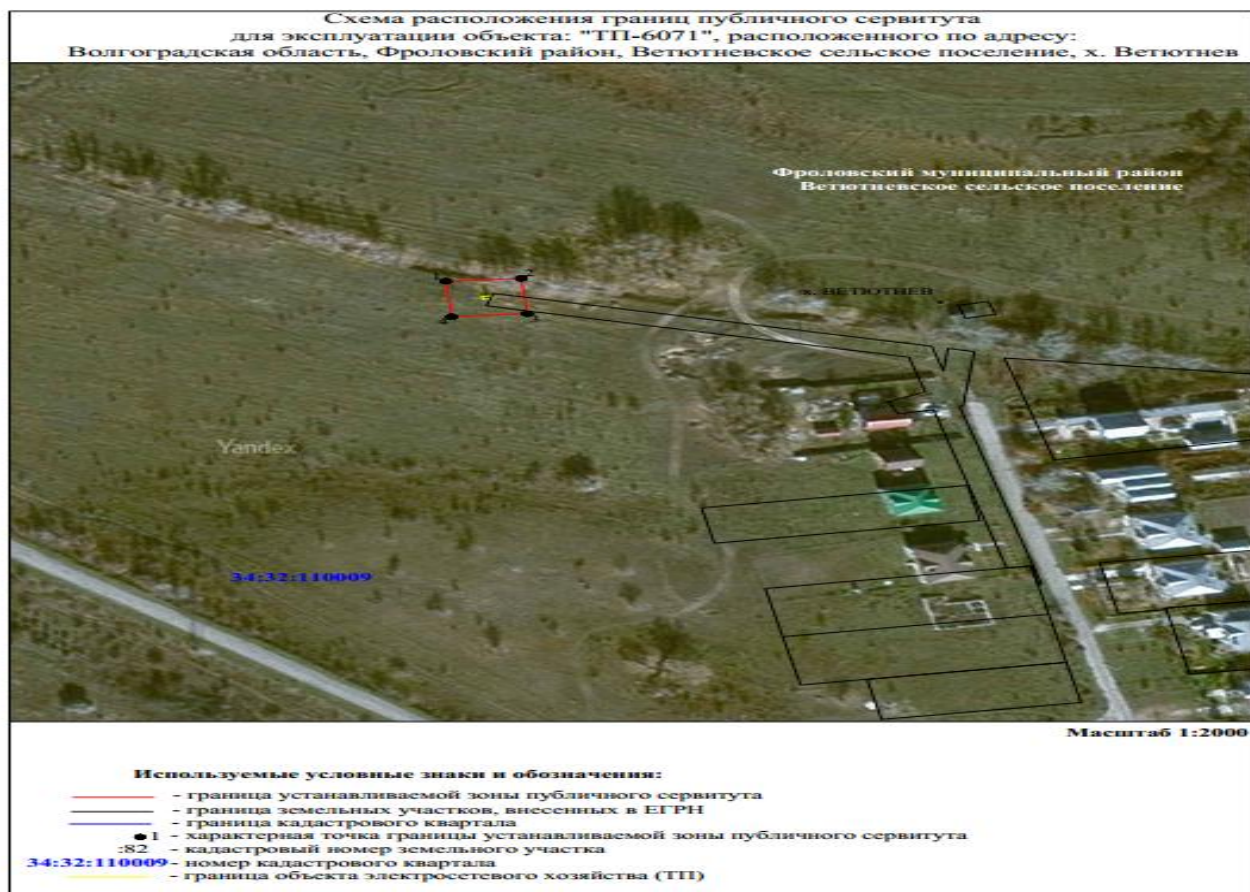 Схема расположения границ публичного сервитута
для эксплуатации объекта: "ТП-6071", расположенного по адресу:
Волгоградская область, Фроловский район, Ветютневское сельское поселение, х. Ветютнев
Фроловский муниципальный район
Ветютневское сельское поселение
1 2
х. ВЕТЮТНЕВ
4 3
Yandex
34:32:110009
Масштаб 1:2000
Используемые условные знаки и обозначения:
- граница устанавливаемой зоны публичного сервитута
- граница земельных участков, внесенных в ЕГРН
- граница кадастрового квартала
1 - характерная точка границы устанавливаемой зоны публичного сервитута
:82 - кадастровый номер земельного участка
34:32:110009 - номер кадастрового квартала
- граница объекта электросетевого хозяйства (ТП)